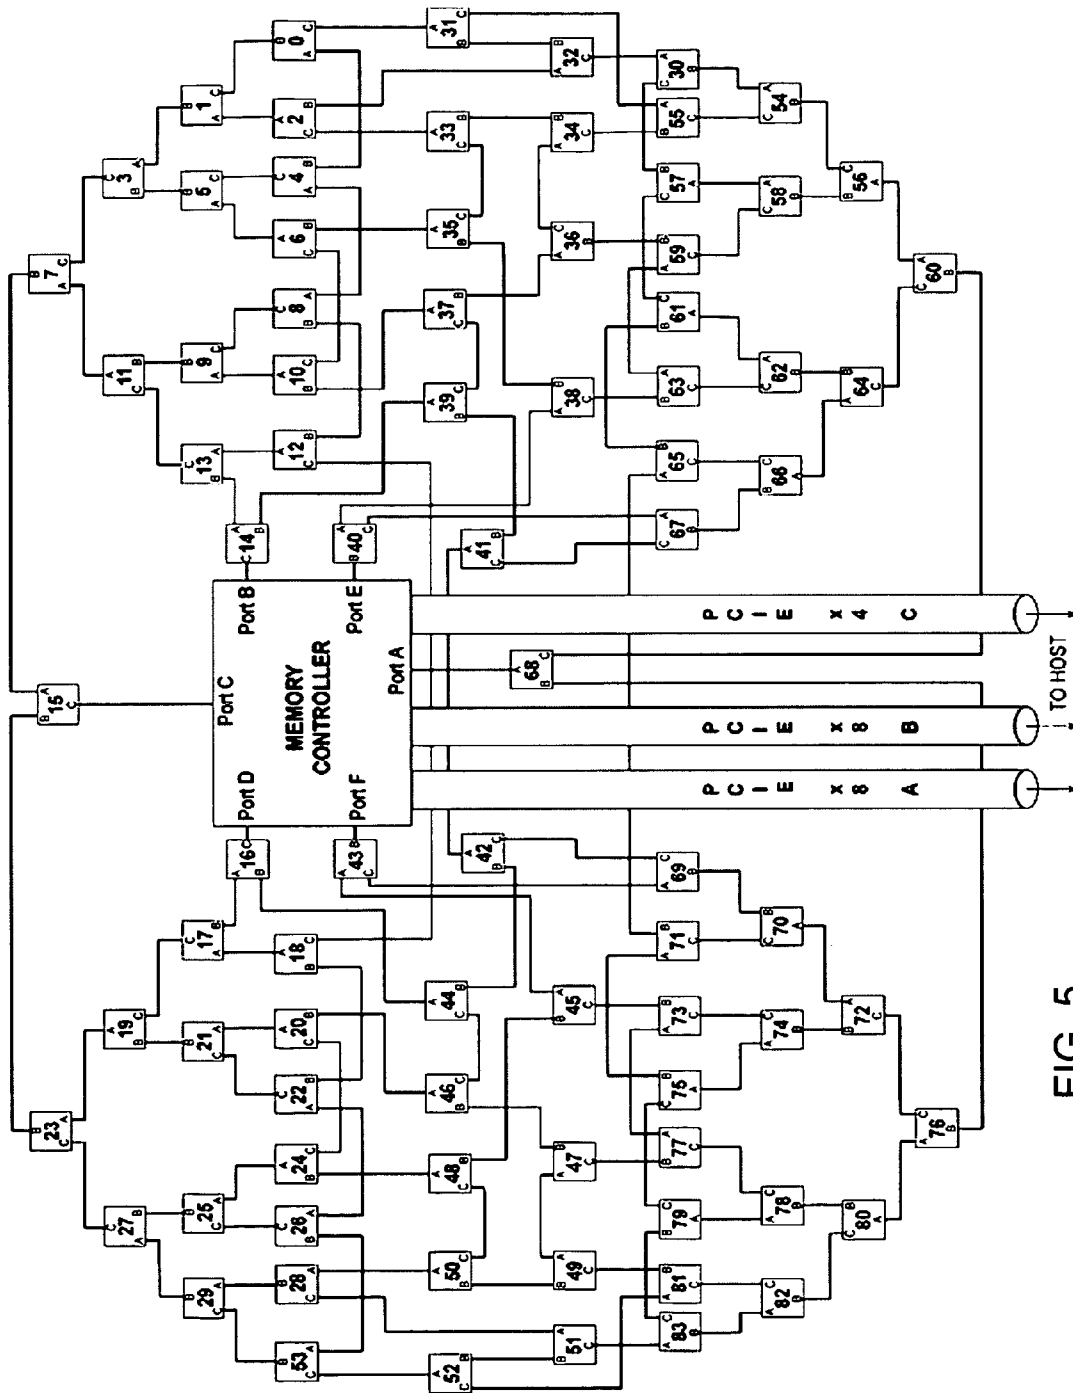 B A 15 C
B 23 C A
B 7 A C
C 27 A B
A 19 B C
A 11 C B
C 3 B A
B 29 C A
B 25 C A
B 21 C A
C 17 A B
C 13 B A
B 9 A C
B 5 A C
B 1 A C
B 53 C A
B 28 C A
C 26 B A
A 24 B C
C 22 A B
A 20 C B
A 18 B C
A 12 C B
A 10 B C
C 8 B A
A 6 C B
C 4 A B
A 2 C B
B 0 A C
A B 16 C
C 14 A B
Port D
Port C
Port B
MEMORY
CONTROLLER
Port F
Port E
Port A
A C 43 B
B 40 A C
A 52 C B
A 50 B C
A 48 C B
A 46 B C
A 44 C B
A 42 B C
A 41 C B
A 39 B C
A 37 C B
A 35 B C
A 33 C B
A 31 B C
B A 51 C
B A 49 C
A B 47 C
B A 45 C
A 68 B C
A B 38 C
A C 36 B
A B 34 C
A B 32 C
A C 83 B
A B 81 C
B C 79 A
B A 77 C
C B 75 A
A B 73 C
A B 71 C
A C 69 B
C A 67 B
A B 65 C
B C 61 A
B A 63 C
A B 59 C
C B 57 A
B A 55 C
C A 30 B
A C 82 B
A C 78 B
A C 74 B
C B 70 A
B C 66 A
C A 62 B
C A 58 B
C A 54 B
C B 80 A
B A 72 C
A B 64 C
B C 56 A
A C 76 B
C A 60 B
PCIE X8 A
PCIE X8 B
PCIE X4 C
TO HOST
FIG. 5